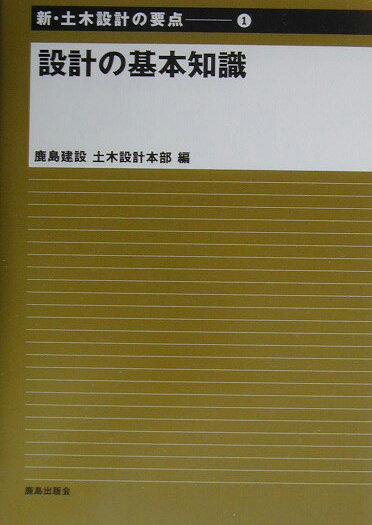 新・土木設計の要点——❶
設計の基本知識
鹿島建設 土木設計本部 編
鹿島出版会